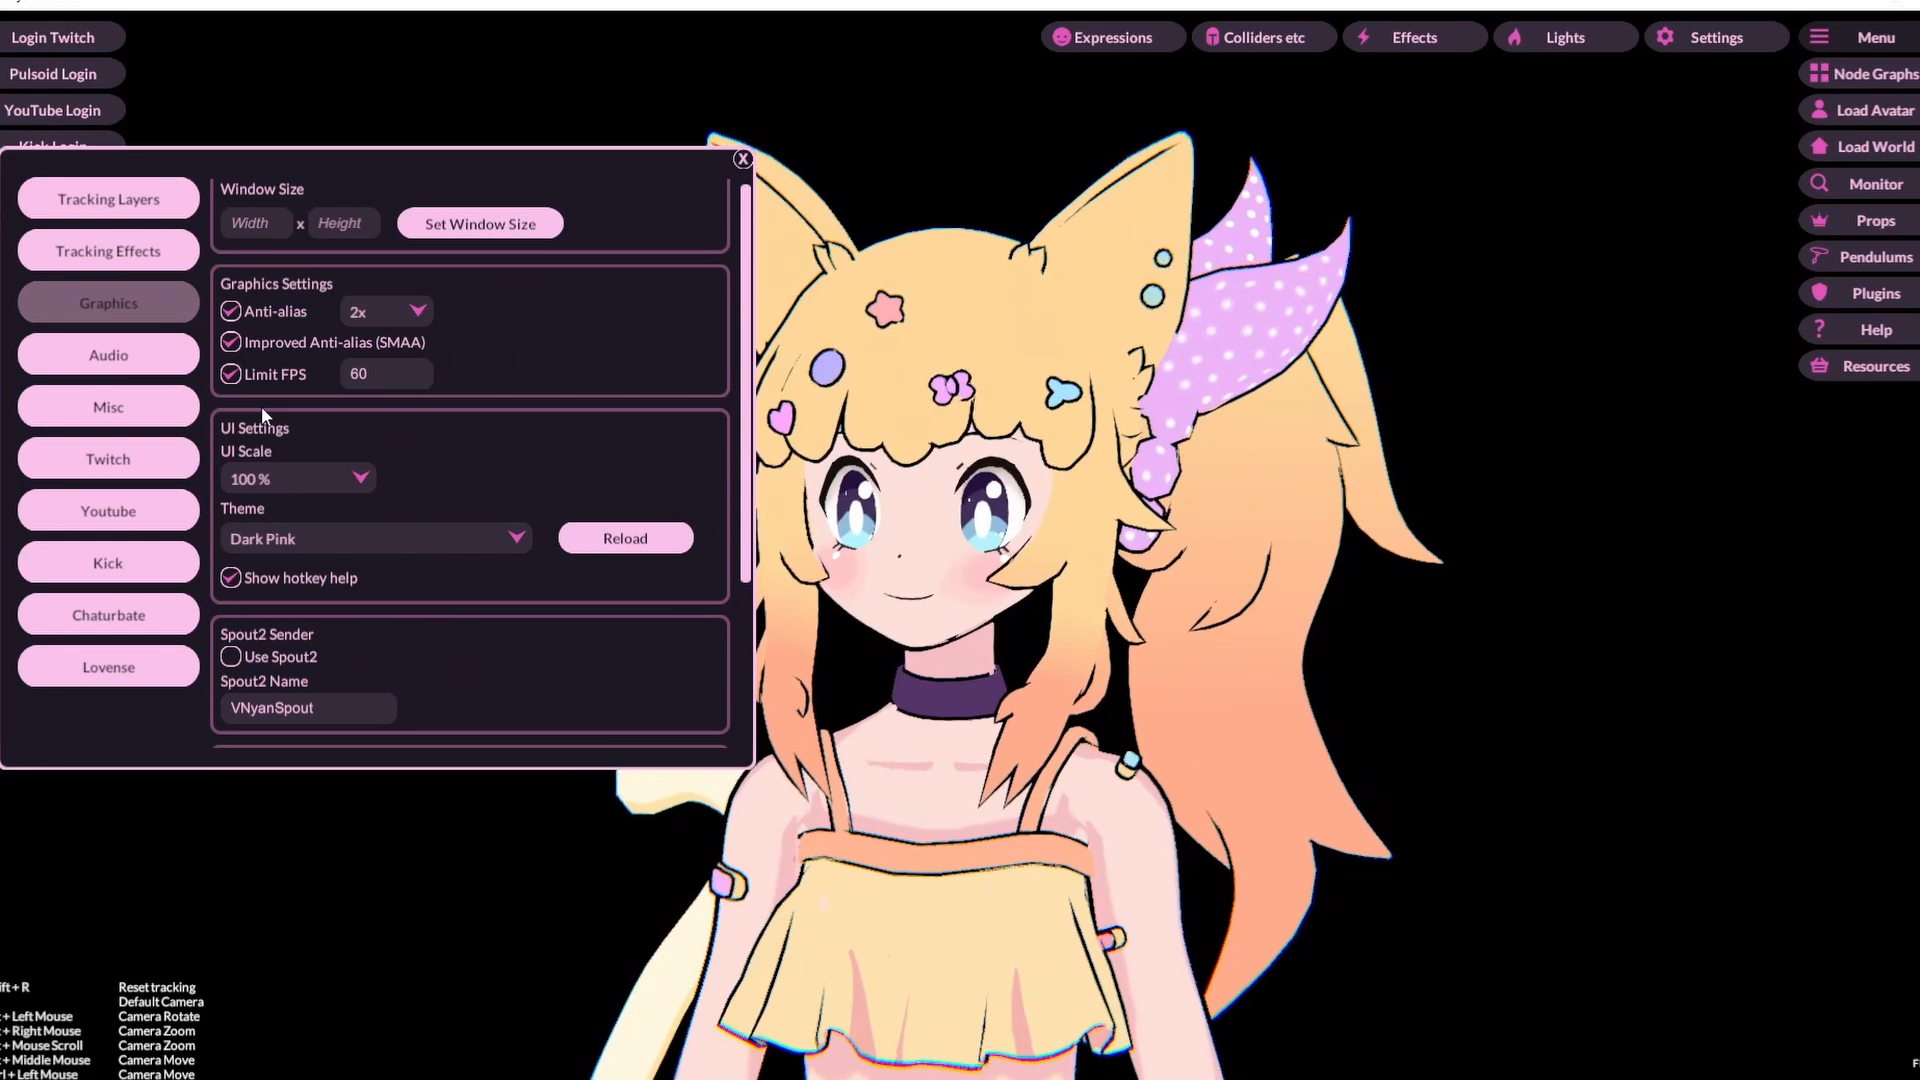 Login Twitch
Expressions
Colliders etc
Effects
Lights
Settings
Menu
Pulsoid Login
Node Graphs
YouTube Login
Load Avatar
Kick Login
Load World
X
Tracking Layers
Window Size
Monitor
Width x Height Set Window Size
Props
Tracking Effects
Pendulums
Graphics
Graphics Settings
Plugins
Anti-alias 2x
Help
Audio
Improved Anti-alias (SMAA)
Resources
Limit FPS 60
Misc
UI Settings
UI Scale
Twitch
100 %
Youtube
Theme
Dark Pink Reload
Kick
Show hotkey help
Chaturbate
Spout2 Sender
Use Spout2
Lovense
Spout2 Name
VNyanSpout
ift + R Reset tracking
Default Camera
+ Left Mouse Camera Rotate
+ Right Mouse Camera Zoom
+ Mouse Scroll Camera Zoom
+ Middle Mouse Camera Move
rl + Left Mouse Camera Move